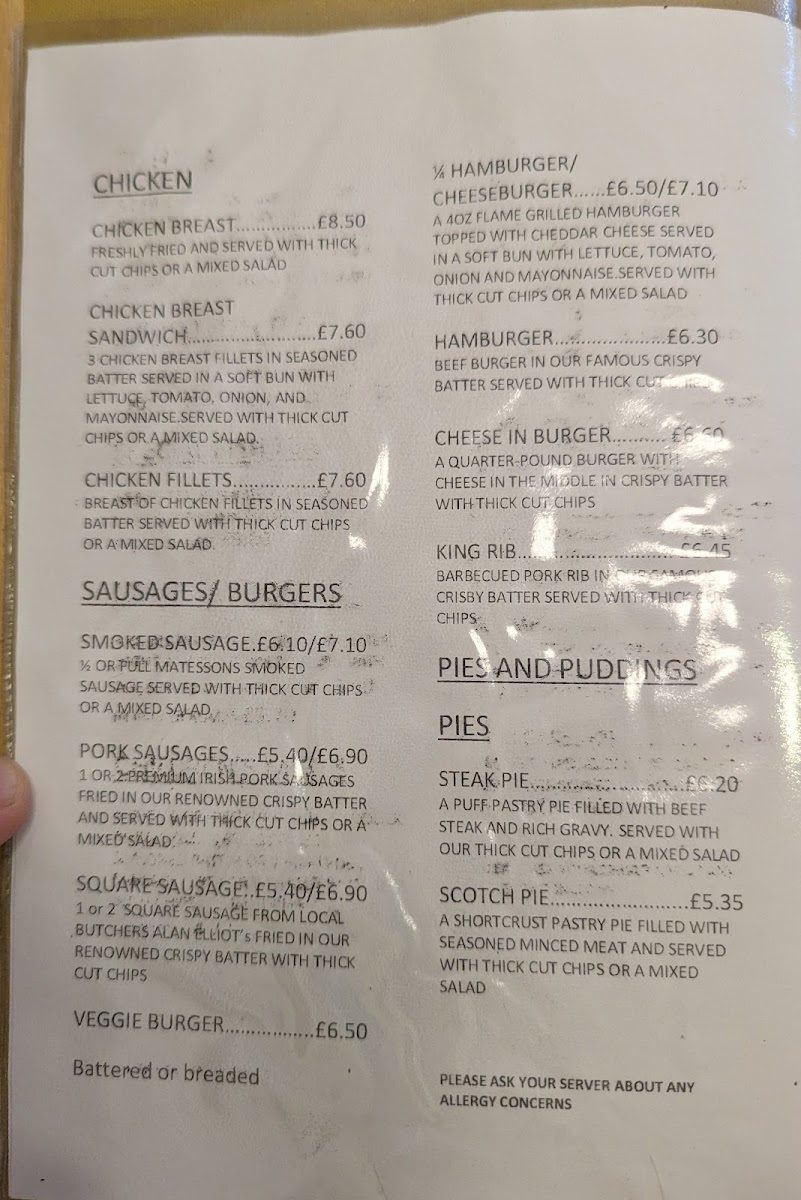 CHICKEN
CHICKEN BREAST................£8.50
FRESHLY FRIED AND SERVED WITH THICK
CUT CHIPS OR A MIXED SALAD
CHICKEN BREAST
SANDWICH.........................£7.60
3 CHICKEN BREAST FILLETS IN SEASONED
BATTER SERVED IN A SOFT BUN WITH
LETTUCE, TOMATO, ONION, AND
MAYONNAISE.SERVED WITH THICK CUT
CHIPS OR A MIXED SALAD.
CHICKEN FILLETS................£7.60
BREAST OF CHICKEN FILLETS IN SEASONED
BATTER SERVED WITH THICK CUT CHIPS
OR A MIXED SALAD.
SAUSAGES/ BURGERS
SMOKED SAUSAGE.£6.10/£7.10
½ OR FULL MATESSONS SMOKED
SAUSAGE SERVED WITH THICK CUT CHIPS
OR A MIXED SALAD
PORK SAUSAGES.....£5.40/£6.90
1 OR 2 PREMIUM IRISH PORK SAUSAGES
FRIED IN OUR RENOWNED CRISPY BATTER
AND SERVED WITH THICK CUT CHIPS OR A
MIXED SALAD
SQUARE SAUSAGE..£5.40/£6.90
1 or 2 SQUARE SAUSAGE FROM LOCAL
BUTCHERS ALAN ELLIOT's FRIED IN OUR
RENOWNED CRISPY BATTER WITH THICK
CUT CHIPS
VEGGIE BURGER.................£6.50
Battered or breaded
¼ HAMBURGER/
CHEESEBURGER......£6.50/£7.10
A 4OZ FLAME GRILLED HAMBURGER
TOPPED WITH CHEDDAR CHEESE SERVED
IN A SOFT BUN WITH LETTUCE, TOMATO,
ONION AND MAYONNAISE.SERVED WITH
THICK CUT CHIPS OR A MIXED SALAD
HAMBURGER.....................£6.30
BEEF BURGER IN OUR FAMOUS CRISPY
BATTER SERVED WITH THICK CUT
CHEESE IN BURGER.......... £6.60
A QUARTER-POUND BURGER WITH
CHEESE IN THE MIDDLE IN CRISPY BATTER
WITH THICK CUT CHIPS
KING RIB.............................. £6.45
BARBECUED PORK RIB IN OUR FAMOUS
CRISBY BATTER SERVED WITH THICK CUT
CHIPS
PIES AND PUDDINGS
PIES
STEAK PIE..............................£6.20
A PUFF PASTRY PIE FILLED WITH BEEF
STEAK AND RICH GRAVY. SERVED WITH
OUR THICK CUT CHIPS OR A MIXED SALAD
SCOTCH PIE...........................£5.35
A SHORTCRUST PASTRY PIE FILLED WITH
SEASONED MINCED MEAT AND SERVED
WITH THICK CUT CHIPS OR A MIXED
SALAD
PLEASE ASK YOUR SERVER ABOUT ANY
ALLERGY CONCERNS